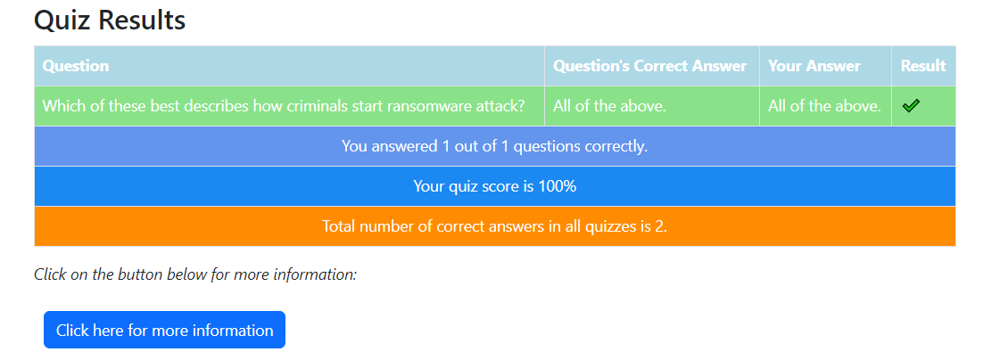 Quiz Results
Question Question's Correct Answer Your Answer Result
Which of these best describes how criminals start ransomware attack? All of the above. All of the above.
You answered 1 out of 1 questions correctly.
Your quiz score is 100%
Total number of correct answers in all quizzes is 2.
Click on the button below for more information:
Click here for more information